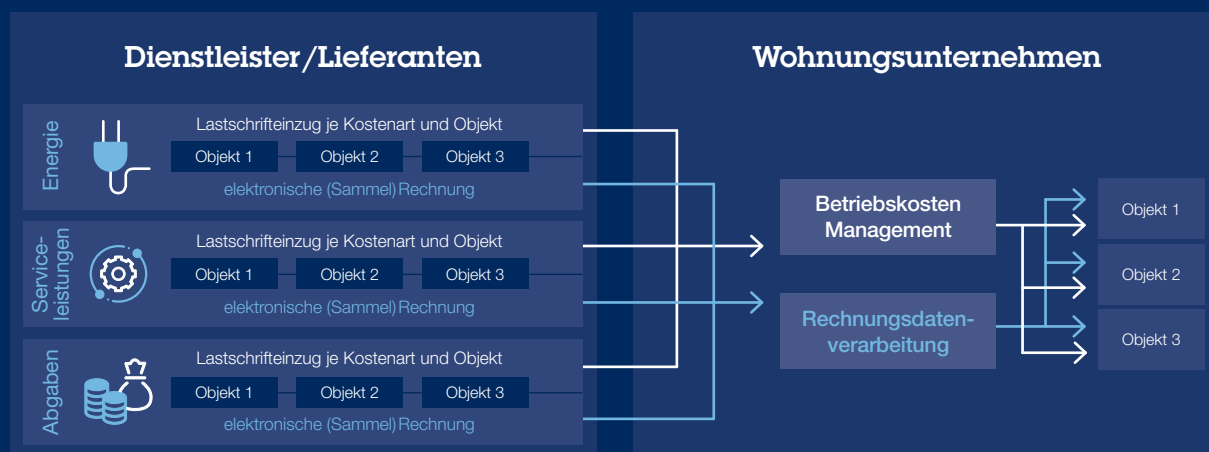 Dienstleister/Lieferanten
Energie
Lastschrifteinzug je Kostenart und Objekt
Objekt 1 Objekt 2 Objekt 3
elektronische (Sammel) Rechnung
Service-
leistungen
Lastschrifteinzug je Kostenart und Objekt
Objekt 1 Objekt 2 Objekt 3
elektronische (Sammel) Rechnung
Abgaben
Lastschrifteinzug je Kostenart und Objekt
Objekt 1 Objekt 2 Objekt 3
elektronische (Sammel) Rechnung
Wohnungsunternehmen
Betriebskosten
Management
Rechnungsdaten-
verarbeitung
Objekt 1
Objekt 2
Objekt 3